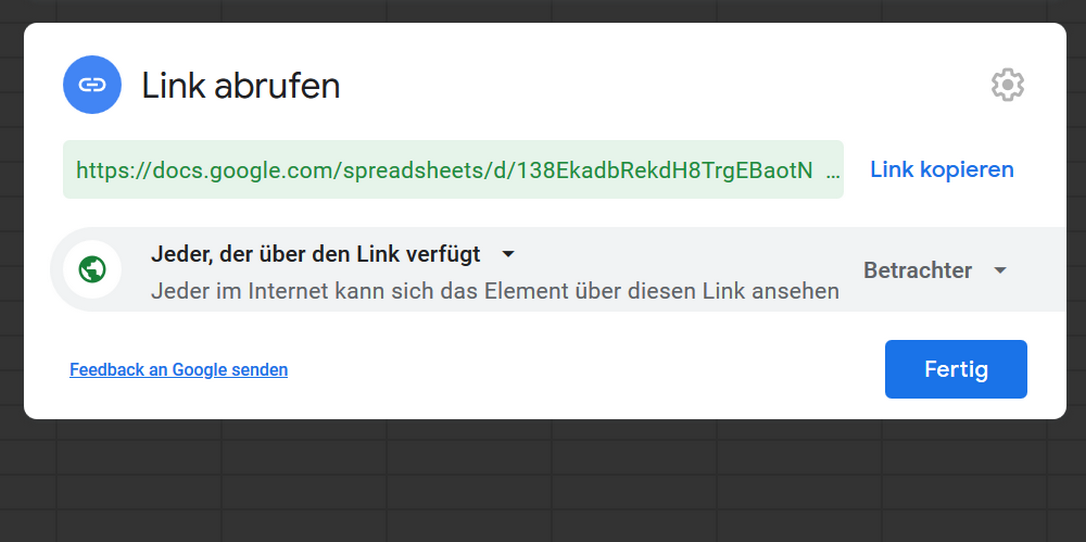 Link abrufen
https://docs.google.com/spreadsheets/d/138EkadbRekdH8TrgEBaotN ...
Link kopieren
Jeder, der über den Link verfügt
Jeder im Internet kann sich das Element über diesen Link ansehen
Betrachter
Feedback an Google senden
Fertig